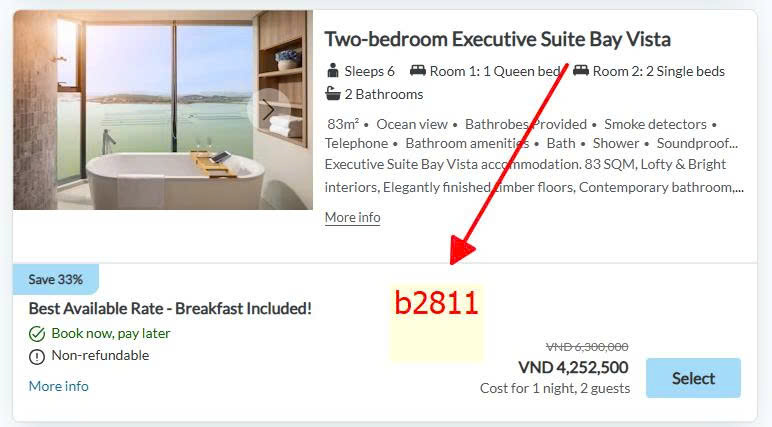 Two-bedroom Executive Suite Bay Vista
Sleeps 6 Room 1: 1 Queen bed Room 2: 2 Single beds
2 Bathrooms
83m² • Ocean view • Bathrobes Provided • Smoke detectors •
Telephone • Bathroom amenities • Bath • Shower • Soundproof...
Executive Suite Bay Vista accommodation. 83 SQM, Lofty & Bright
interiors, Elegantly finished timber floors, Contemporary bathroom,...
More info
Save 33%
Best Available Rate - Breakfast Included!
b2811
Book now, pay later
Non-refundable
More info
VND 6,300,000
VND 4,252,500
Cost for 1 night, 2 guests
Select